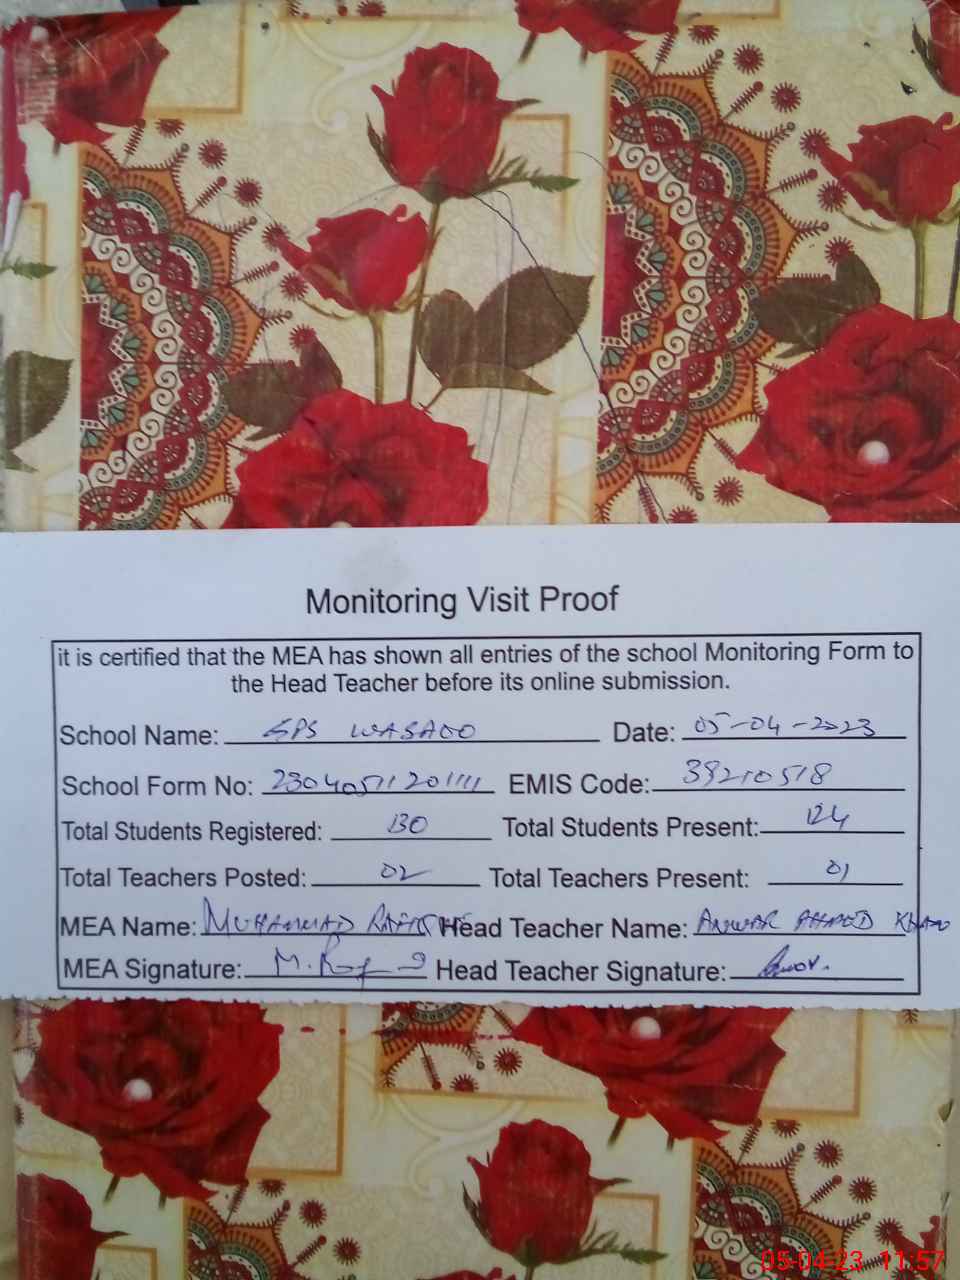 Monitoring Visit Proof
it is certified that the MEA has shown all entries of the school Monitoring Form to
the Head Teacher before its online submission.
School Name: GPS WASAOO Date: 05-04-2023
School Form No: 23040511201111 EMIS Code: 39210518
Total Students Registered: 130 Total Students Present: 124
Total Teachers Posted: 02 Total Teachers Present: 01
MEA Name: MUHAMMAD Head Teacher Name: ANWAR AHMED KHAN
MEA Signature: Head Teacher Signature:
05-04-23 11:57